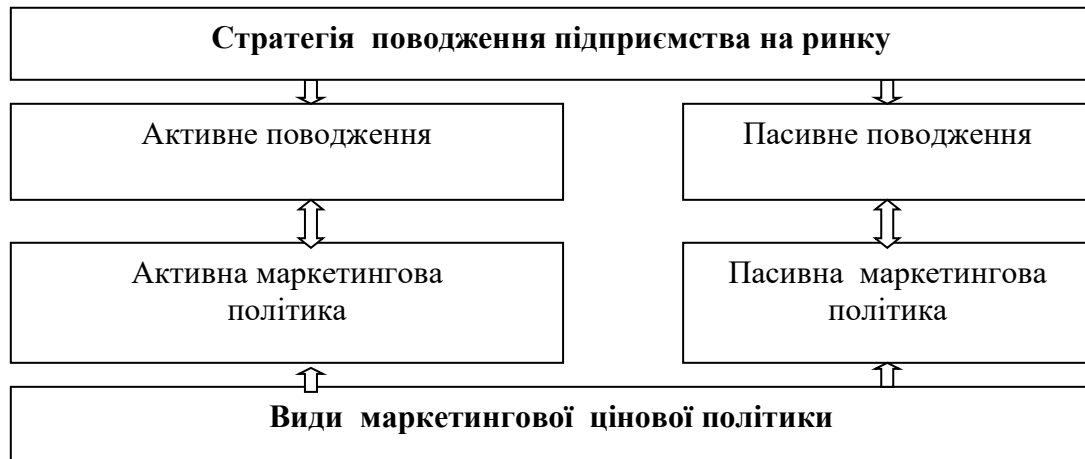 Стратегія поводження підприємства на ринку
Активне поводження
Пасивне поводження
Активна маркетингова
політика
Пасивна маркетингова
політика
Види маркетингової цінової політики